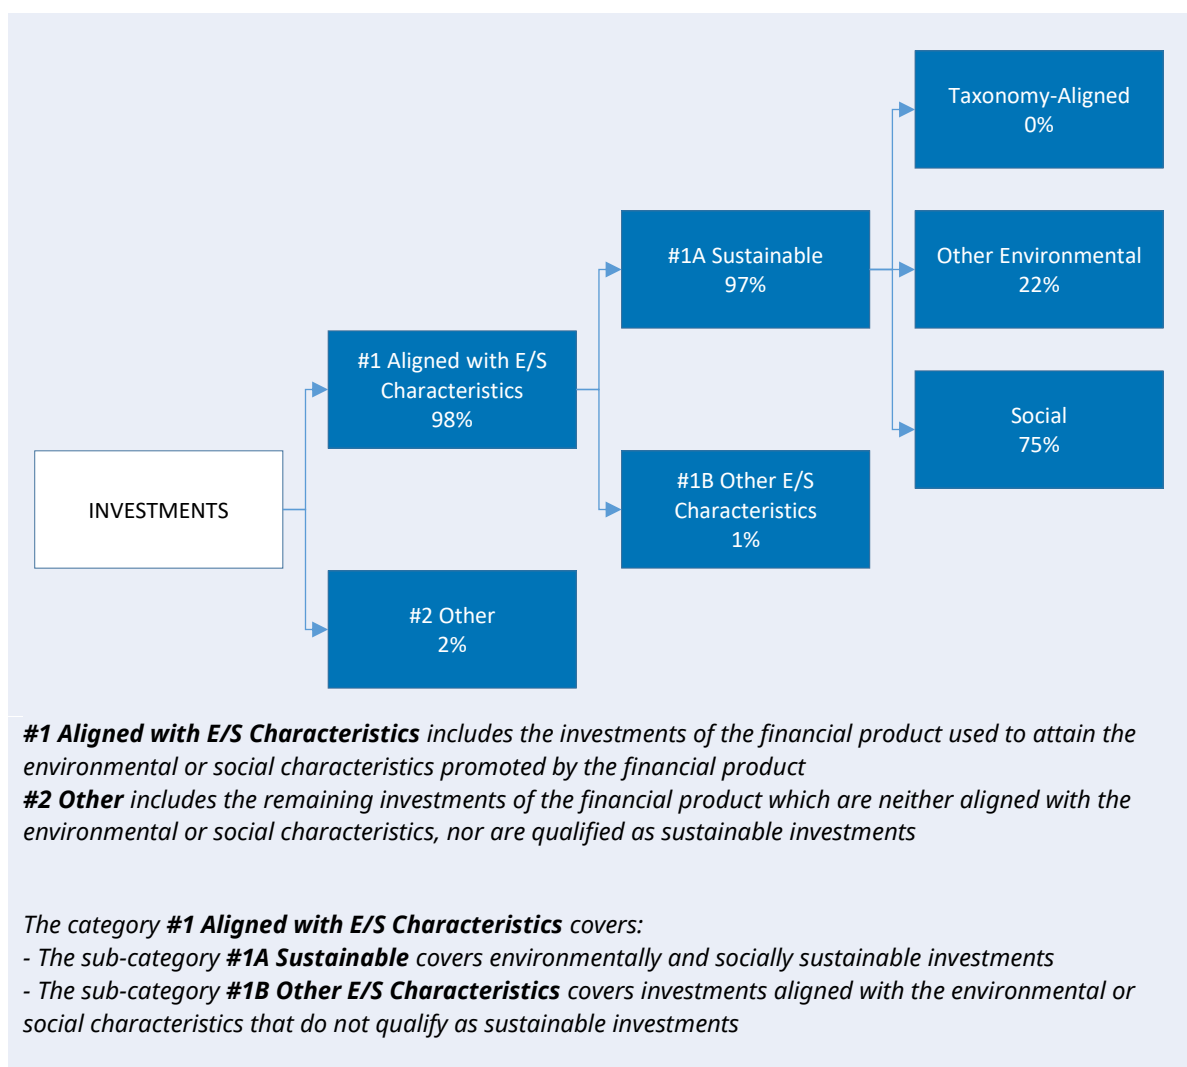 Taxonomy-Aligned
0%
#1A Sustainable
97%
Other Environmental
22%
#1 Aligned with E/S
Characteristics
98%
Social
75%
INVESTMENTS
#1B Other E/S
Characteristics
1%
#2 Other
2%
#1 Aligned with E/S Characteristics includes the investments of the financial product used to attain the
environmental or social characteristics promoted by the financial product
#2 Other includes the remaining investments of the financial product which are neither aligned with the
environmental or social characteristics, nor are qualified as sustainable investments
The category #1 Aligned with E/S Characteristics covers:
- The sub-category #1A Sustainable covers environmentally and socially sustainable investments
- The sub-category #1B Other E/S Characteristics covers investments aligned with the environmental or
social characteristics that do not qualify as sustainable investments